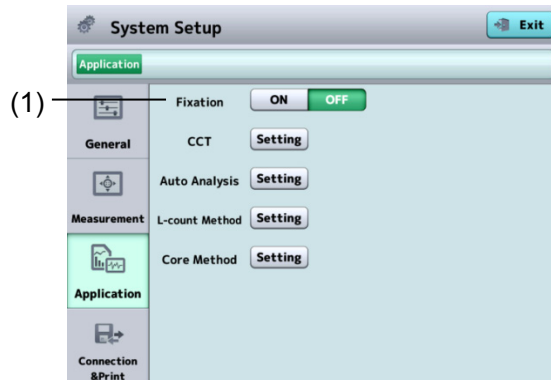 System Setup
Exit
Application
(1)
Fixation ON OFF
General
CCT Setting
Auto Analysis Setting
Measurement
L-count Method Setting
Core Method Setting
Application
Connection
&Print